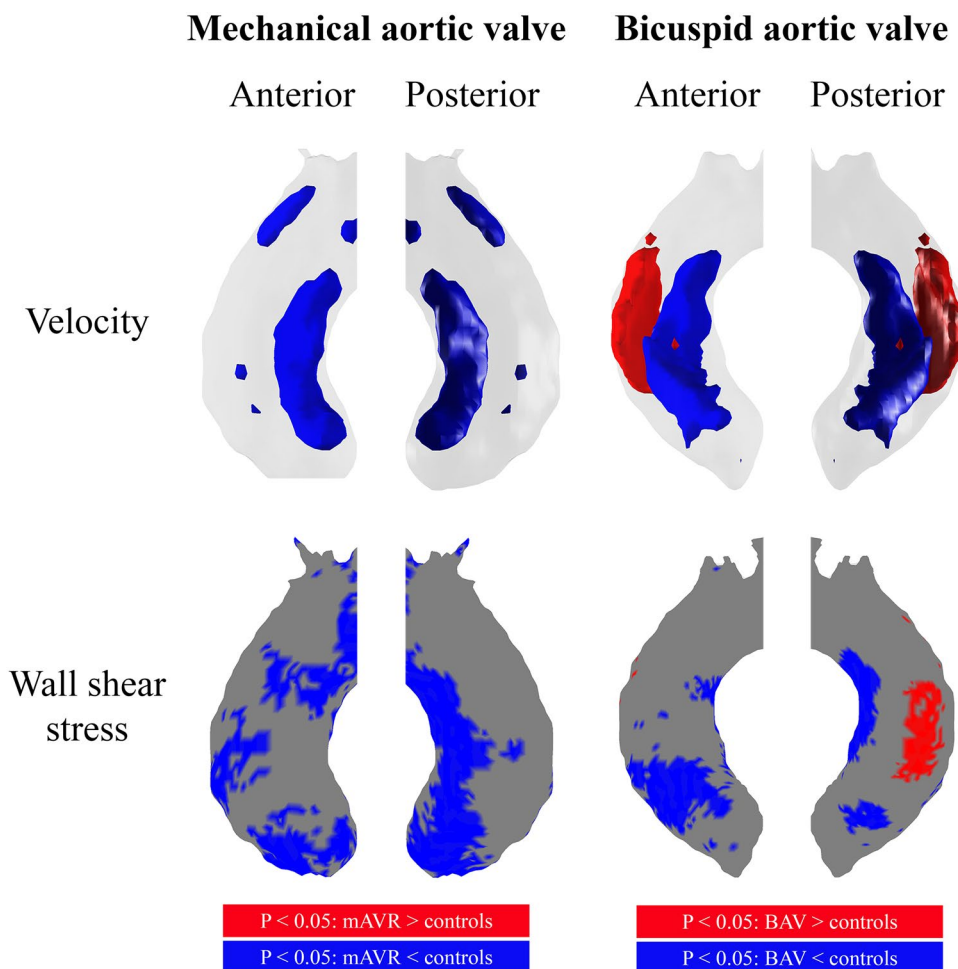 Mechanical aortic valve
Bicuspid aortic valve
Anterior
Posterior
Anterior
Posterior
Velocity
Wall shear
stress
P < 0.05: mAVR > controls
P < 0.05: BAV > controls
P < 0.05: mAVR < controls
P < 0.05: BAV < controls